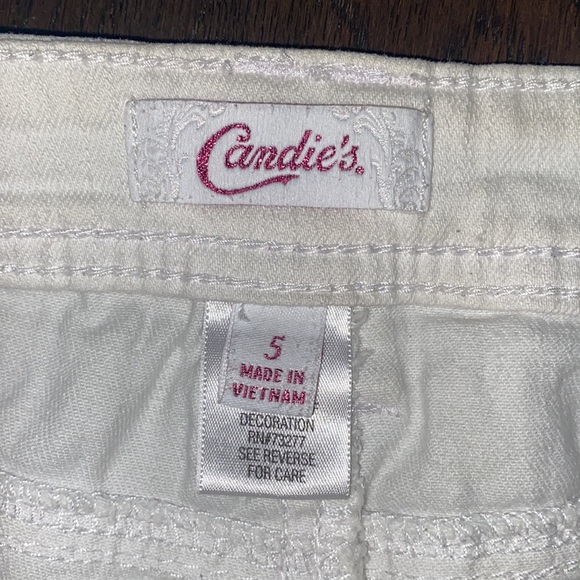 Candie's.
5
MADE IN
VIETNAM
DECORATION
RN#73277
SEE REVERSE
FOR CARE